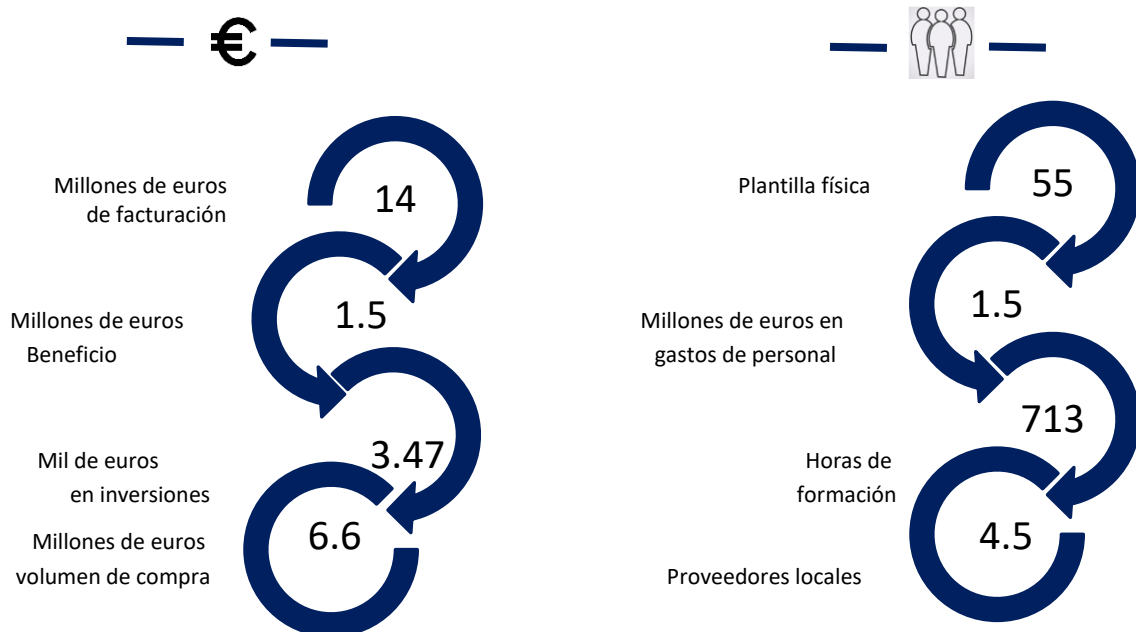 €
Millones de euros
de facturación
14
Millones de euros
Beneficio
1.5
Mil de euros
en inversiones
3.47
Millones de euros
volumen de compra
6.6
Plantilla física
55
Millones de euros en
gastos de personal
1.5
Horas de
formación
713
Proveedores locales
4.5